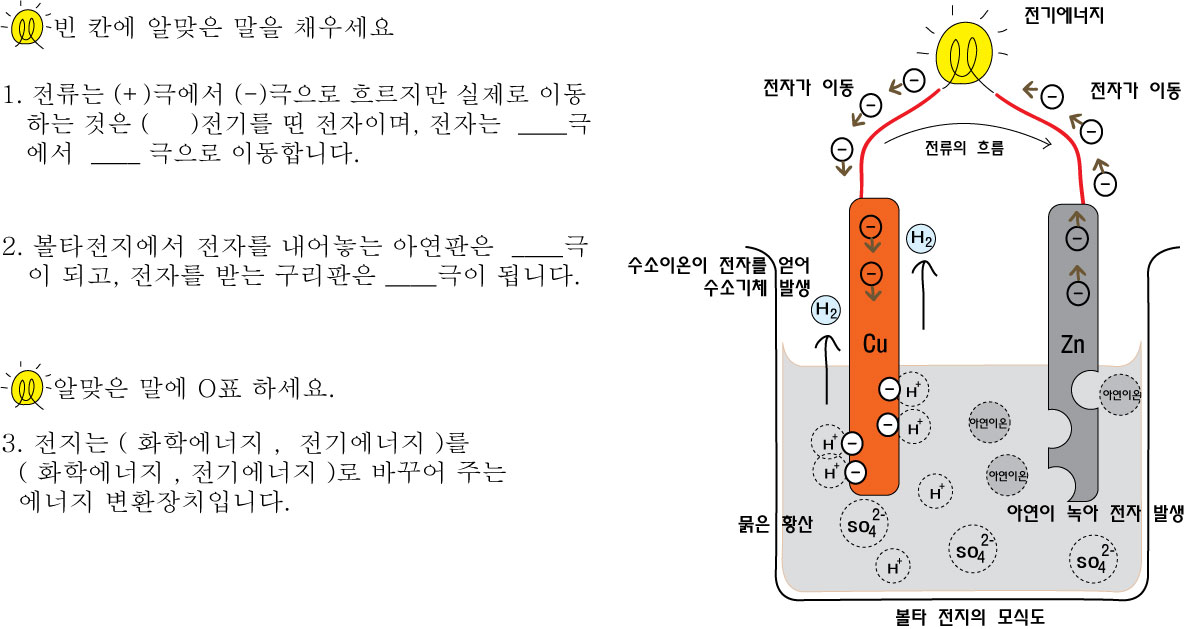 빈 칸에 알맞은 말을 채우세요
1. 전류는 (+)극에서 (-)극으로 흐르지만 실제로 이동
하는 것은 (    )전기를 띤 전자이며, 전자는 ____극
에서 ____ 극으로 이동합니다.
2. 볼타전지에서 전자를 내어놓는 아연판은 ____극
이 되고, 전자를 받는 구리판은 ____극이 됩니다.
알맞은 말에 O표 하세요.
3. 전지는 ( 화학에너지 , 전기에너지 )를
( 화학에너지 , 전기에너지 )로 바꾸어 주는
에너지 변환장치입니다.
전기에너지
전자가 이동
전자가 이동
전류의 흐름
수소이온이 전자를 얻어
수소기체 발생
H₂
H₂
Cu
Zn
H⁺
H⁺
H⁺
H⁺
H⁺
H⁺
아연이온
아연이온
아연이온
아연이 녹아 전자 발생
묽은 황산
so₄²⁻
so₄²⁻
so₄²⁻
볼타 전지의 모식도